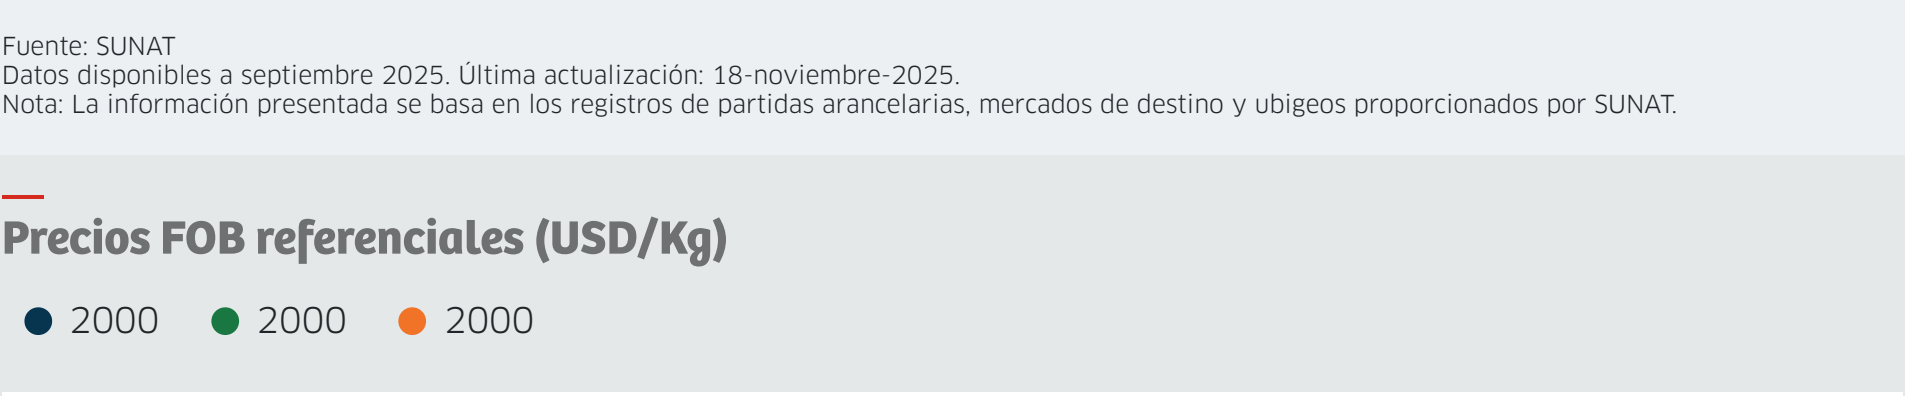 Fuente: SUNAT
Datos disponibles a septiembre 2025. Última actualización: 18-noviembre-2025.
Nota: La información presentada se basa en los registros de partidas arancelarias, mercados de destino y ubigeos proporcionados por SUNAT.
Precios FOB referenciales (USD/Kg)
2000 2000 2000